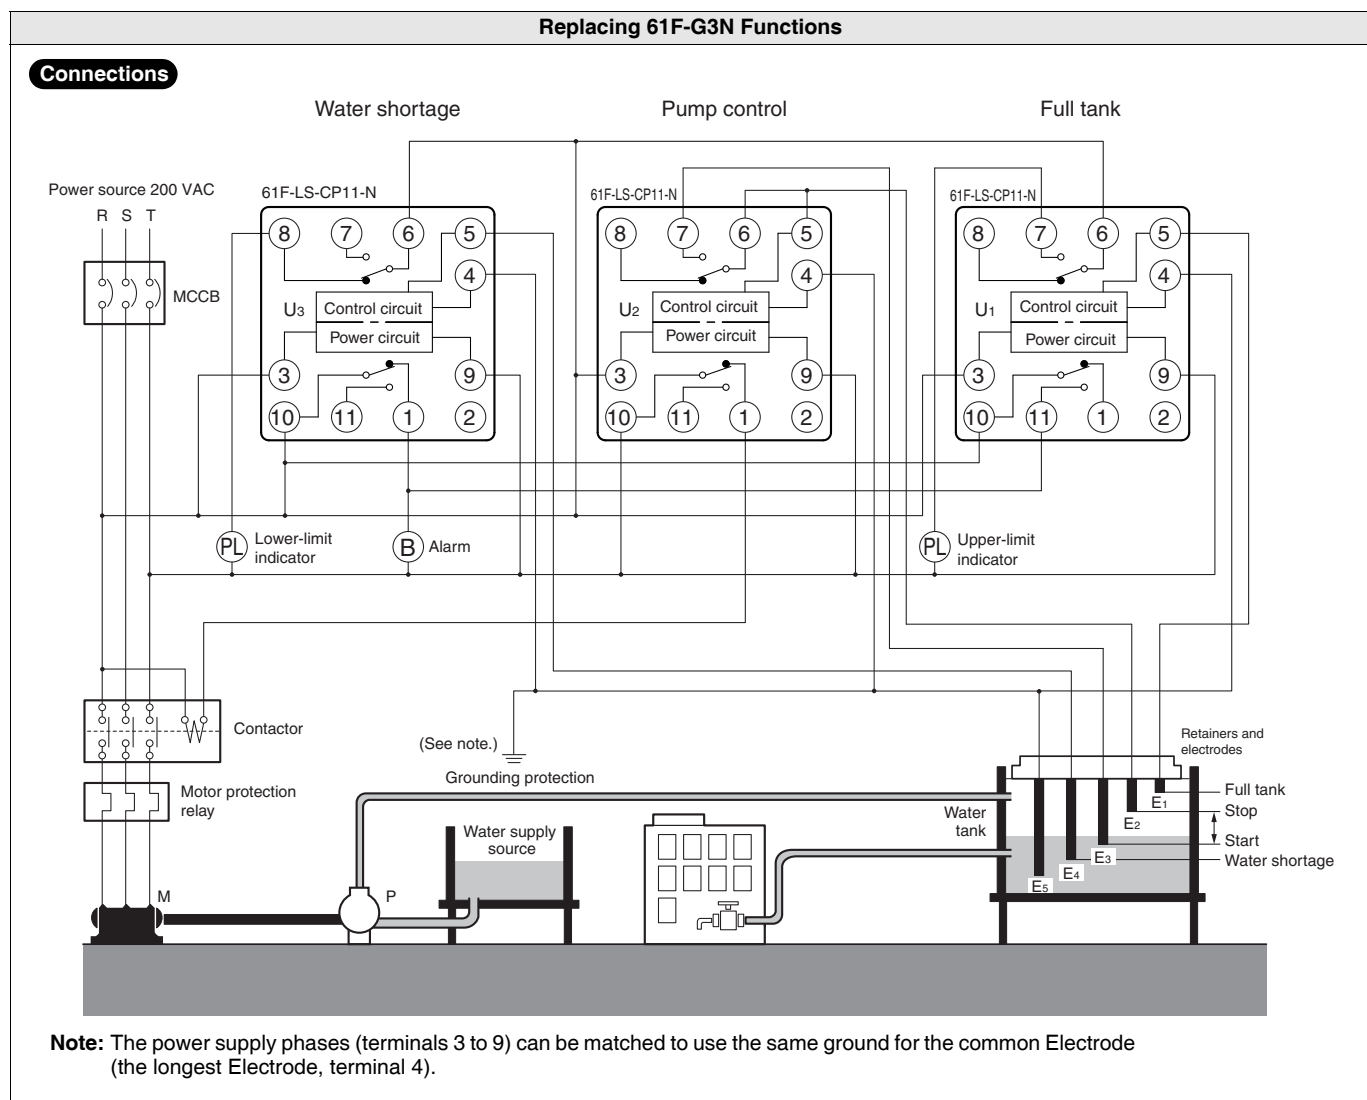 Replacing 61F-G3N Functions
Connections
Water shortage
Pump control
Full tank
Power source 200 VAC
R S T
MCCB
61F-LS-CP11-N
8 7 6 5
4
U3
Control circuit
Power circuit
3 9
10 11 1 2
61F-LS-CP11-N
8 7 6 5
4
U2
Control circuit
Power circuit
3 9
10 11 1 2
61F-LS-CP11-N
8 7 6 5
4
U1
Control circuit
Power circuit
3 9
10 11 1 2
PL
Lower-limit
indicator
B
Alarm
PL
Upper-limit
indicator
Contactor
Motor protection
relay
M
(See note.)
Grounding protection
P
Water supply
source
Water
tank
Retainers and
electrodes
E1
E2
E3
E4
E5
Full tank
Stop
Start
Water shortage
Note: The power supply phases (terminals 3 to 9) can be matched to use the same ground for the common Electrode
(the longest Electrode, terminal 4).